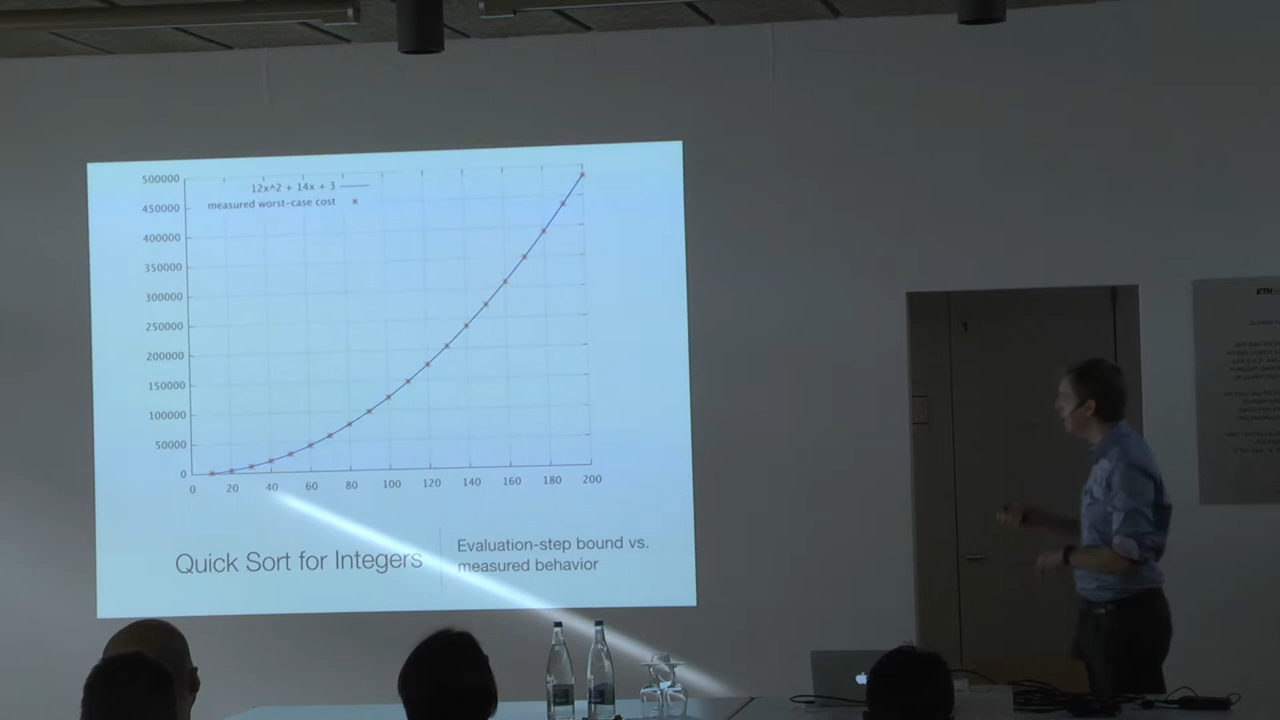 500000
450000
400000
350000
300000
250000
200000
150000
100000
50000
0
12x^2 + 14x + 3
measured worst-case cost
0 20 40 60 80 100 120 140 160 180 200
Quick Sort for Integers
Evaluation-step bound vs.
measured behavior
ETH